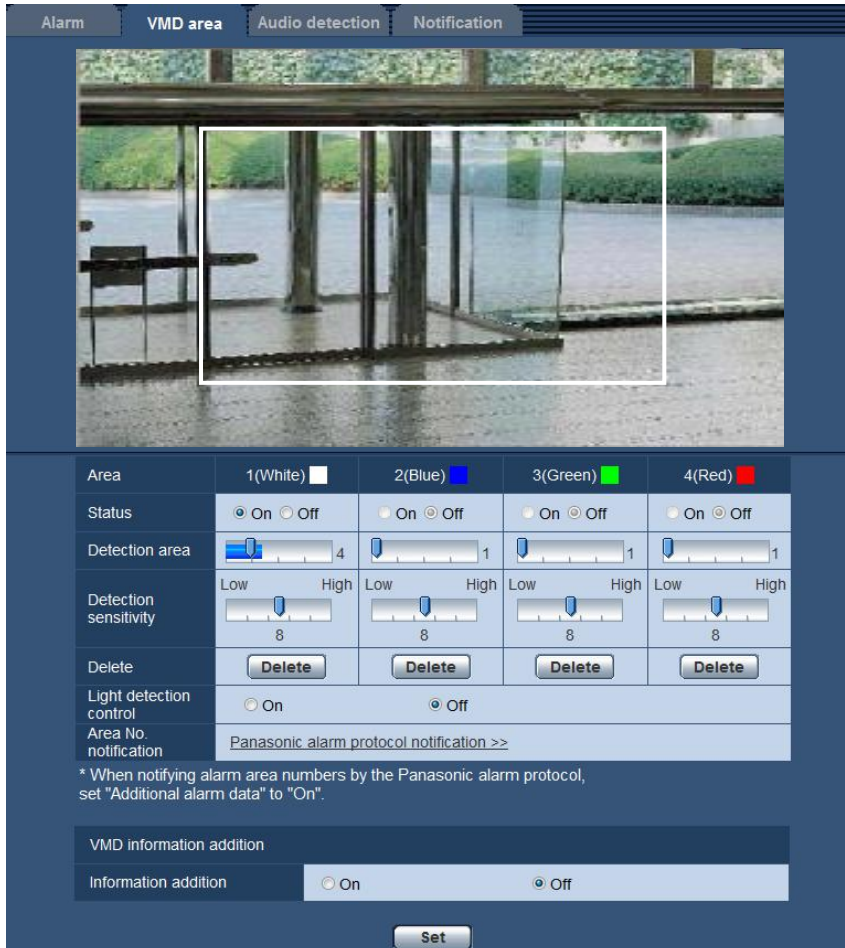 Alarm VMD area Audio detection Notification
Area 1(White) 2(Blue) 3(Green) 4(Red)
Status On Off On Off On Off On Off
Detection area 4 1 1 1
Detection sensitivity Low High Low High Low High Low High
8 8 8 8
Delete Delete Delete Delete Delete
Light detection control On Off
Area No. notification Panasonic alarm protocol notification >>
* When notifying alarm area numbers by the Panasonic alarm protocol,
set "Additional alarm data" to "On".
VMD information addition
Information addition On Off
Set